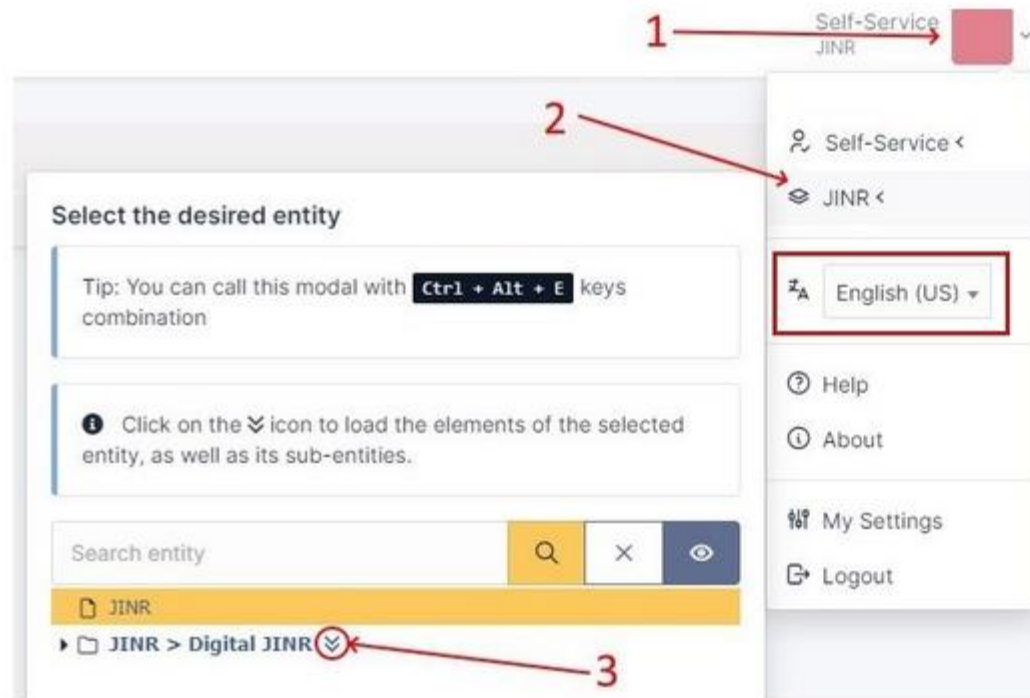 1
Self-Service
JINR
2
Self-Service
JINR
English (US)
Help
About
My Settings
Logout
Select the desired entity
Tip: You can call this modal with Ctrl + Alt + E keys
combination
Click on the icon to load the elements of the selected
entity, as well as its sub-entities.
Search entity
JINR
JINR > Digital JINR
3